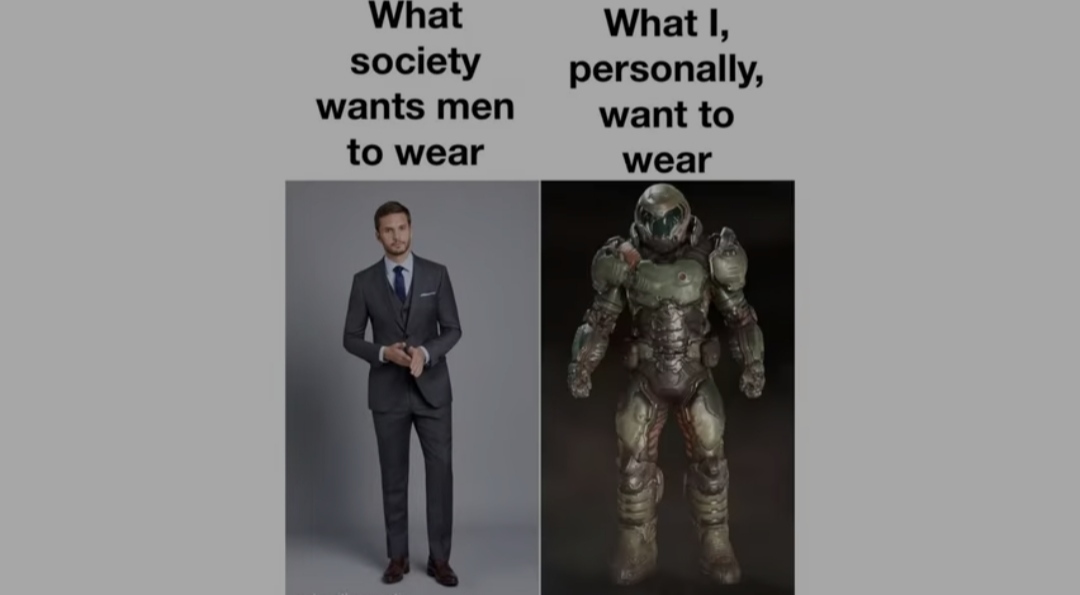 What
society
wants men
to wear
What I,
personally,
want to
wear